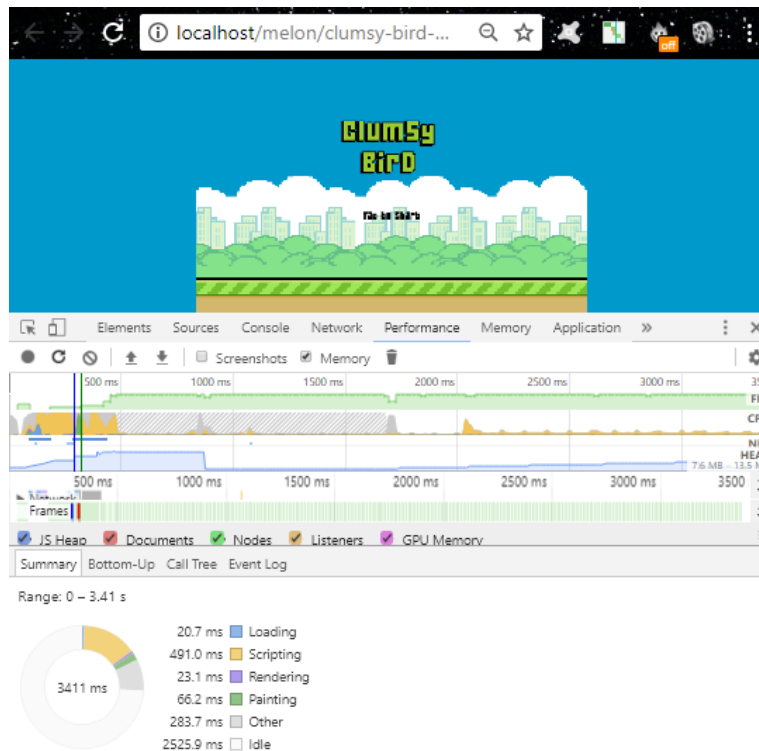 localhost/melon/clumsy-bird-...
off
Clumsy
BirD
Elements Sources Console Network Performance Memory Application »
Screenshots Memory
500 ms 1000 ms 1500 ms 2000 ms 2500 ms 3000 ms
HEA
7.6 MB – 13.5 M
500 ms 1000 ms 1500 ms 2000 ms 2500 ms 3000 ms 3500
Network
Frames
JS Heap Documents Nodes Listeners GPU Memory
Summary Bottom-Up Call Tree Event Log
Range: 0 – 3.41 s
20.7 ms Loading
491.0 ms Scripting
23.1 ms Rendering
3411 ms
66.2 ms Painting
283.7 ms Other
2525.9 ms Idle